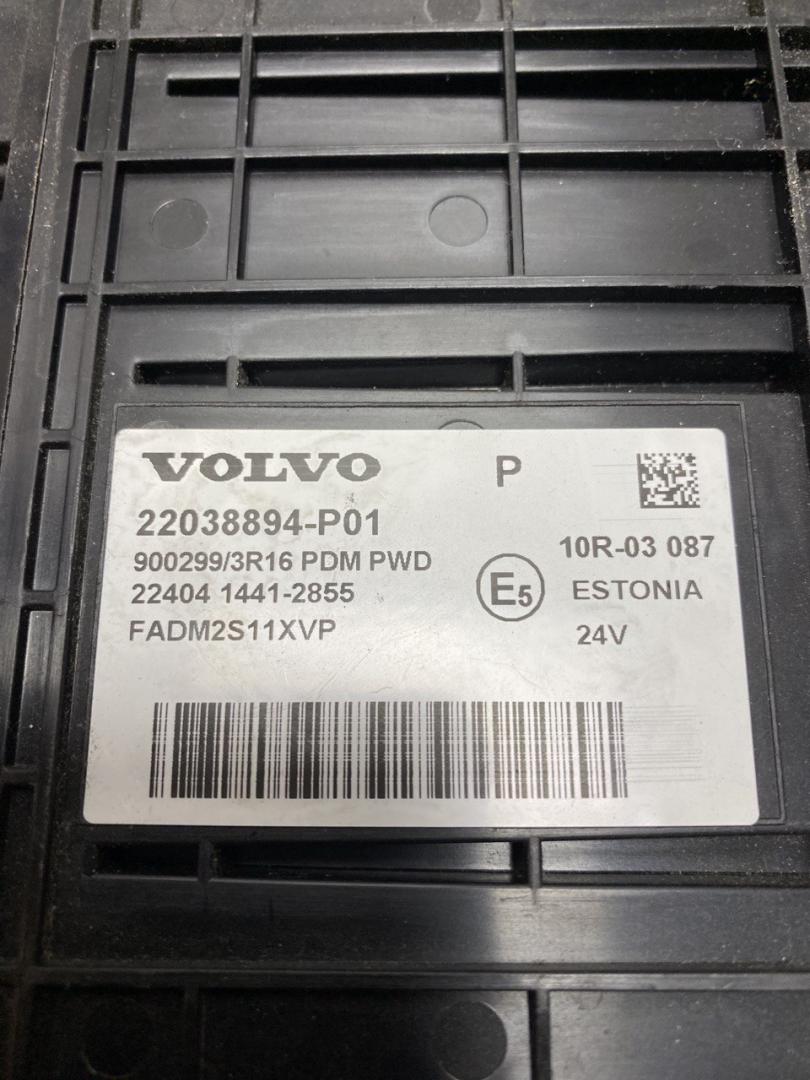 VOLVO P
22038894-P01
900299/3R16 PDM PWD
22404 1441-2855
FADM2S11XVP
E5
10R-03 087
ESTONIA
24V